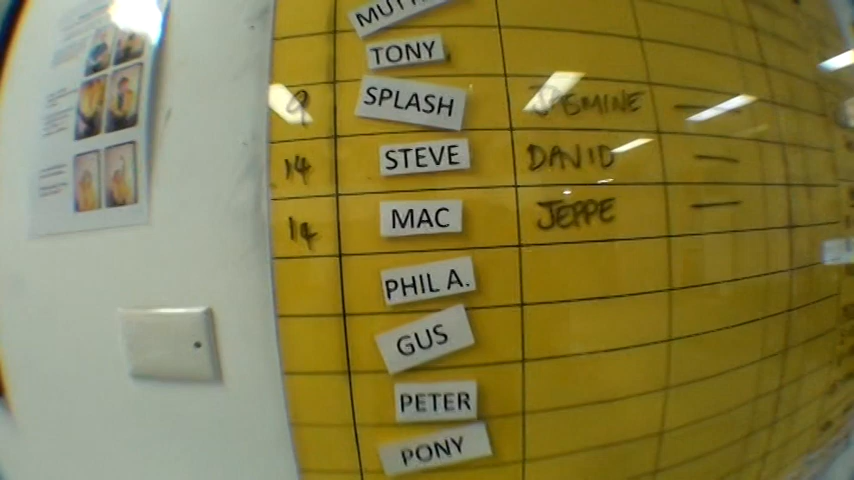 TONY
9 SPLASH JASMINE —
14 STEVE DAVID —
14 MAC JEPPE —
PHIL A.
GUS
PETER
PONY